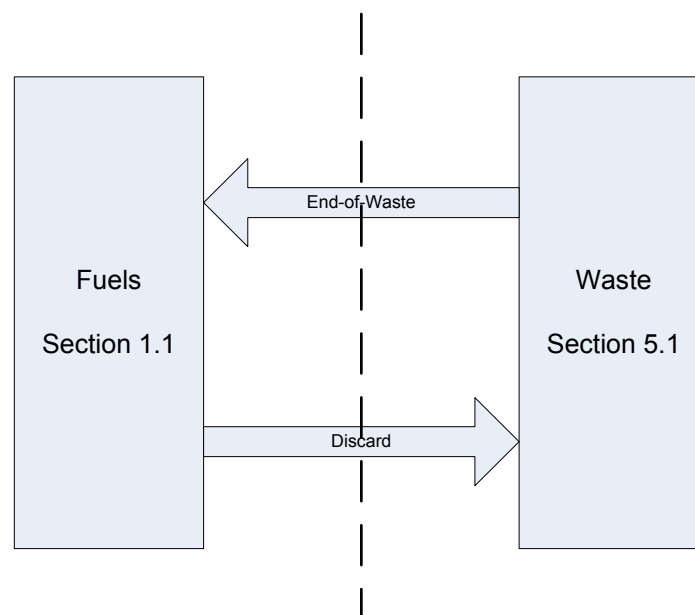 Fuels
Section 1.1
End-of-Waste
Discard
Waste
Section 5.1